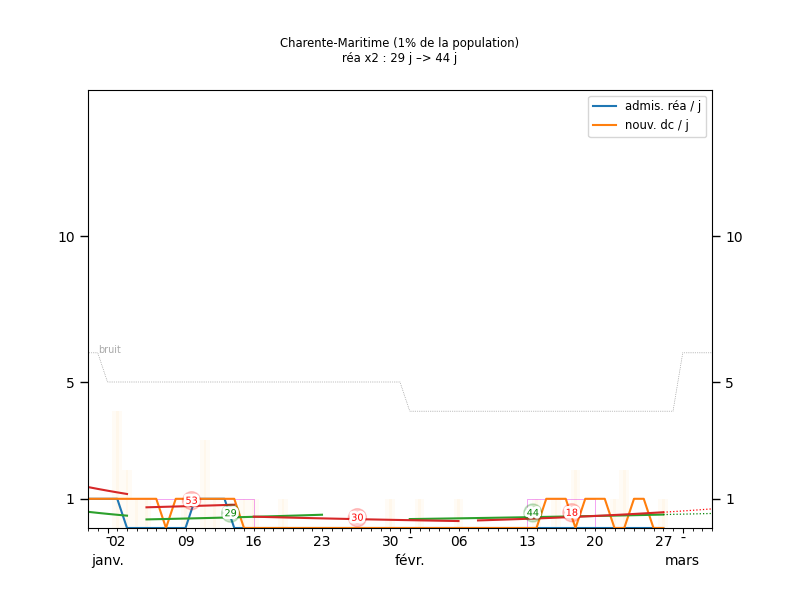 Charente-Maritime (1% de la population)
réa x2 : 29 j –> 44 j
admis. réa / j
nouv. dc / j
10
10
bruit
5
5
53
29
30
44
18
1
1
02
09
16
23
30
06
13
20
27
janv.
févr.
mars